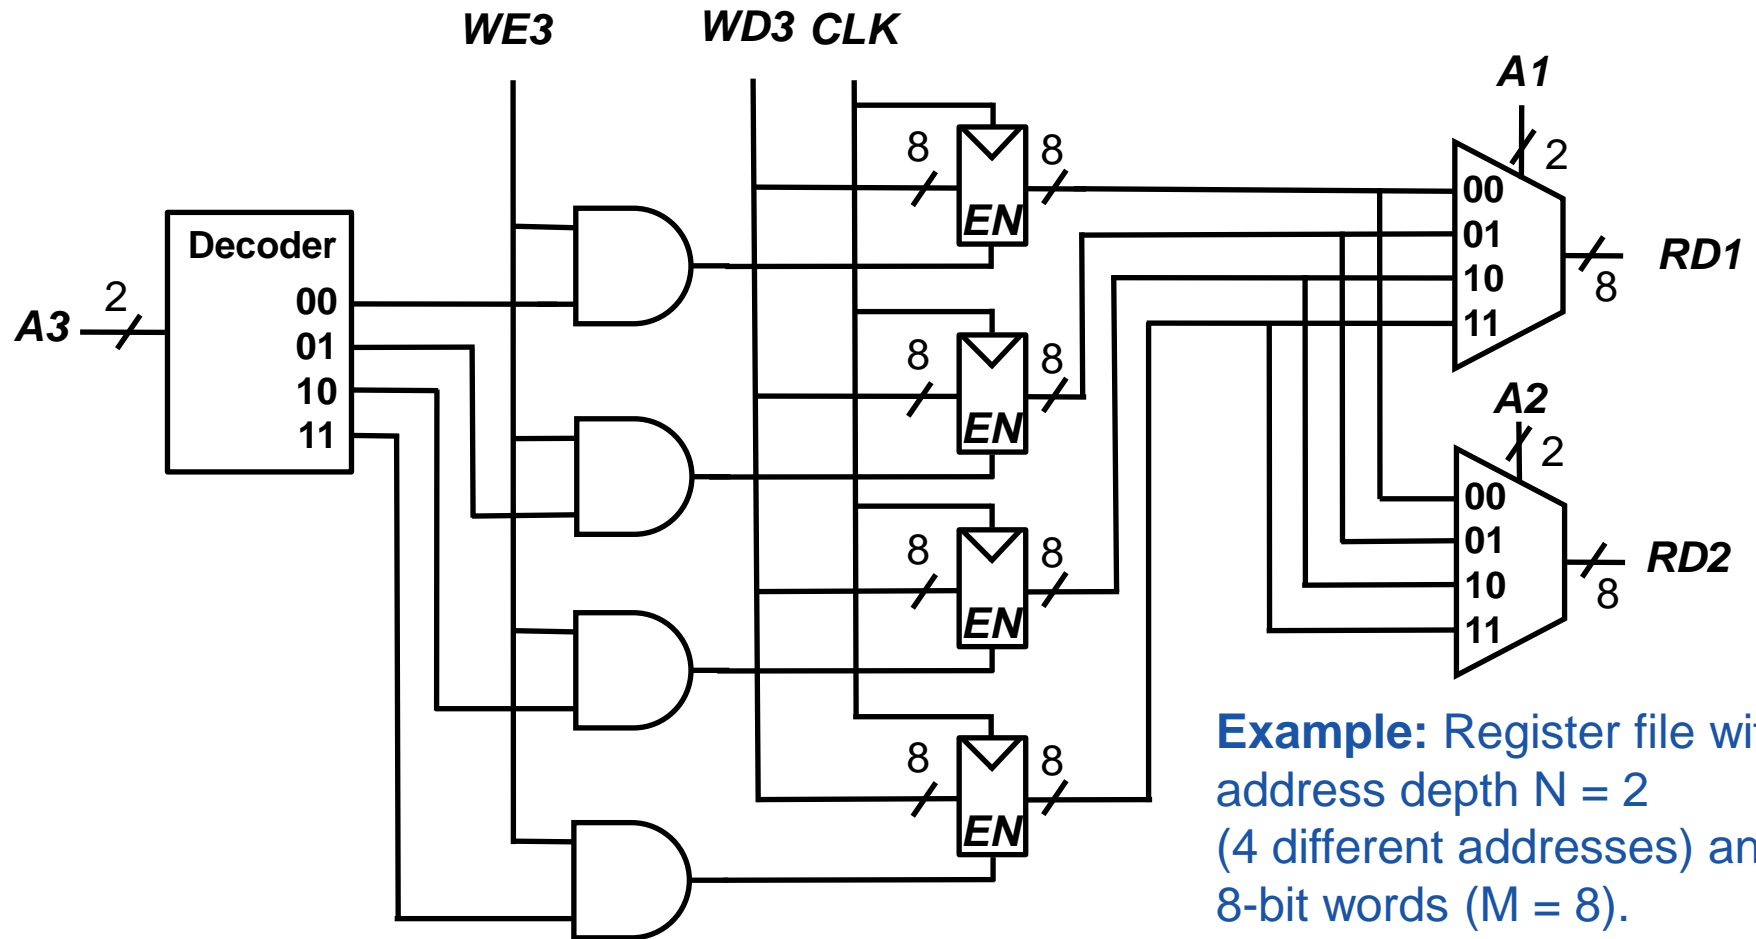 WE3
WD3 CLK
A1
8
8
2
00
EN
01
Decoder
RD1
10
8
2
00
11
A3
01
8
8
10
A2
11
EN
2
00
01
8
8
RD2
10
8
EN
11
Example: Register file wi
8
8
address depth N = 2
EN
(4 different addresses) an
8-bit words (M = 8).